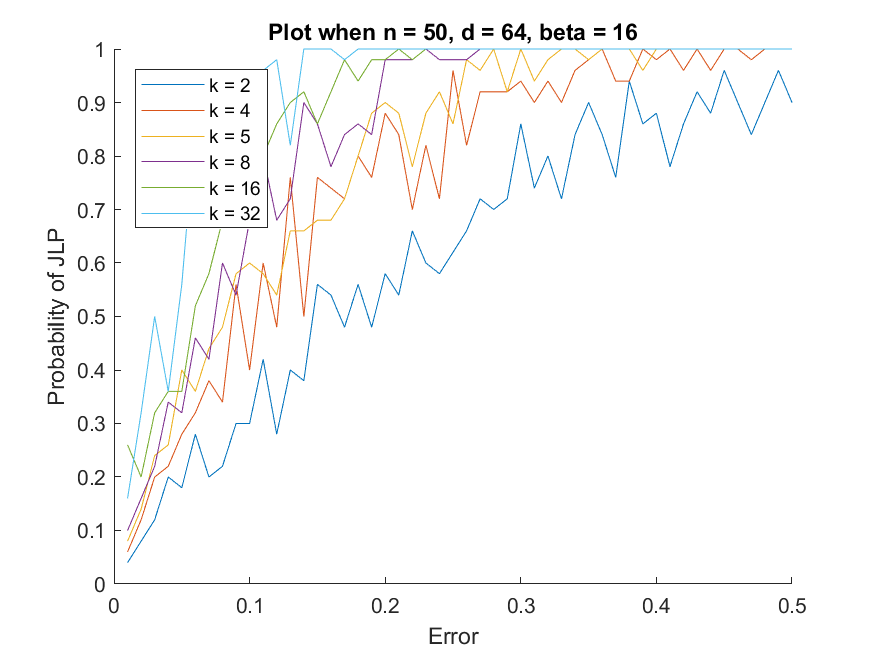 Plot when n = 50, d = 64, beta = 16
1
0.9
0.8
0.7
0.6
0.5
0.4
0.3
0.2
0.1
0
Probability of JLP
k = 2
k = 4
k = 5
k = 8
k = 16
k = 32
0
0.1
0.2
0.3
0.4
0.5
Error